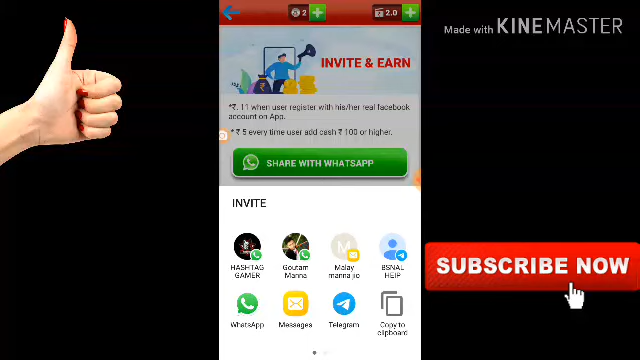 2
2.0
Made with KINEMASTER
INVITE & EARN
*₹. 11 when user register with his/her real facebook
account on App.
* ₹ 5 every time user add cash ₹ 100 or higher.
SHARE WITH WHATSAPP
INVITE
HASHTAG
GAMER
Goutam
Manna
M
Malay
manna jio
BSNAL
HEIP
WhatsApp
Messages
Telegram
Copy to
clipboard
SUBSCRIBE NOW